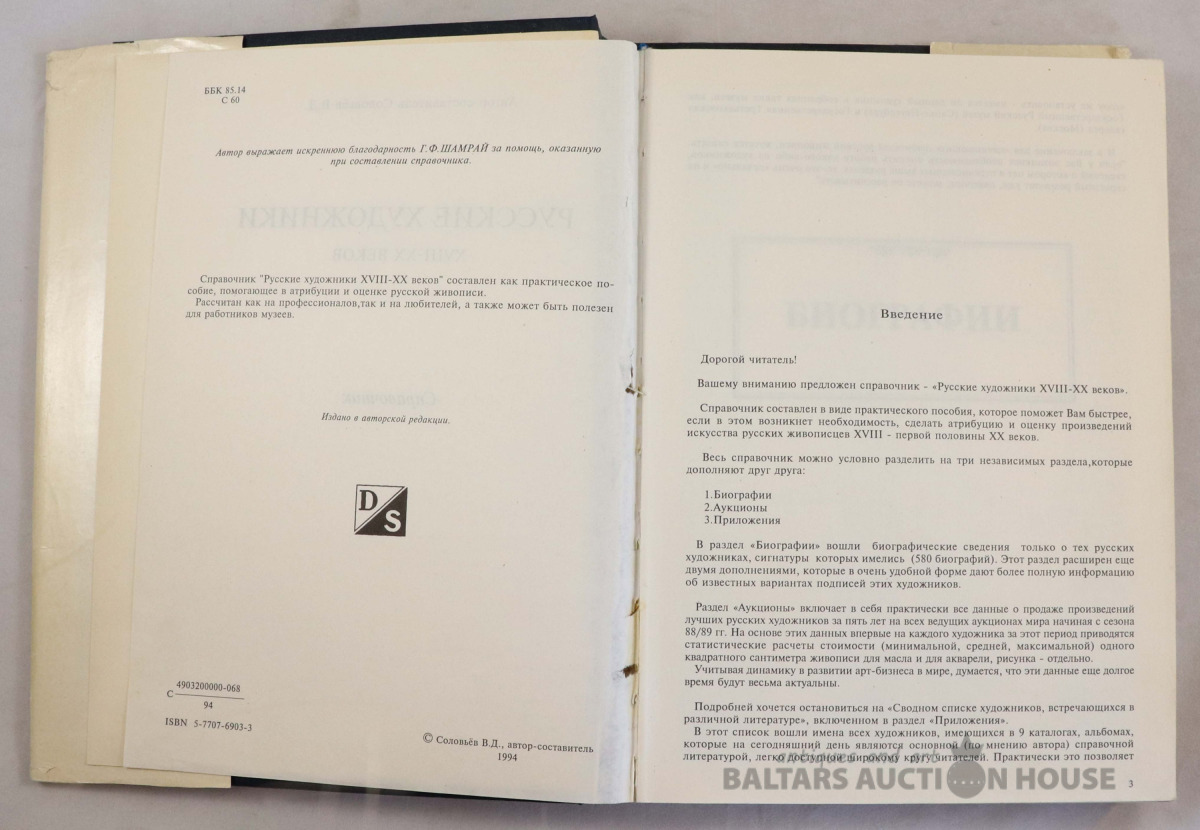 ББК 85.14
С 60
Автор выражает искреннюю благодарность Г.Ф.ШАМРАЙ за помощь, оказанную
при составлении справочника.
Справочник "Русские художники XVIII-XX веков" составлен как практическое по-
собие, помогающее в атрибуции и оценке русской живописи.
Рассчитан как на профессионалов,так и на любителей, а также может быть полезен
для работников музеев.
Издано в авторской редакции.
D
S
С 4903200000-068
94
ISBN 5-7707-6903-3
© Соловьёв В.Д., автор-составитель
1994
Введение
Дорогой читатель!
Вашему вниманию предложен справочник - «Русские художники XVIII-XX веков».
Справочник составлен в виде практического пособия, которое поможет Вам быстрее,
если в этом возникнет необходимость, сделать атрибуцию и оценку произведений
искусства русских живописцев XVIII - первой половины XX веков.
Весь справочник можно условно разделить на три независимых раздела,которые
дополняют друг друга:
1.Биографии
2.Аукционы
3.Приложения
В раздел «Биографии» вошли биографические сведения только о тех русских
художниках, сигнатуры которых имелись (580 биографий). Этот раздел расширен еще
двумя дополнениями, которые в очень удобной форме дают более полную информацию
об известных вариантах подписей этих художников.
Раздел «Аукционы» включает в себя практически все данные о продаже произведений
лучших русских художников за пять лет на всех ведущих аукционах мира начиная с сезона
88/89 гг. На основе этих данных впервые на каждого художника за этот период приводятся
статистические расчеты стоимости (минимальной, средней, максимальной) одного
квадратного сантиметра живописи для масла и для акварели, рисунка - отдельно.
Учитывая динамику в развитии арт-бизнеса в мире, думается, что эти данные еще долгое
время будут весьма актуальны.
Подробней хочется остановиться на «Сводном списке художников, встречающихся в
различной литературе», включенном в раздел «Приложения».
В этот список вошли имена всех художников, имеющихся в 9 каталогах, альбомах,
которые на сегодняшний день являются основной (по мнению автора) справочной
литературой, легко доступной широкому кругу читателей. Практически это позволяет
3
antiques and art
BALTARS AUCTION HOUSE